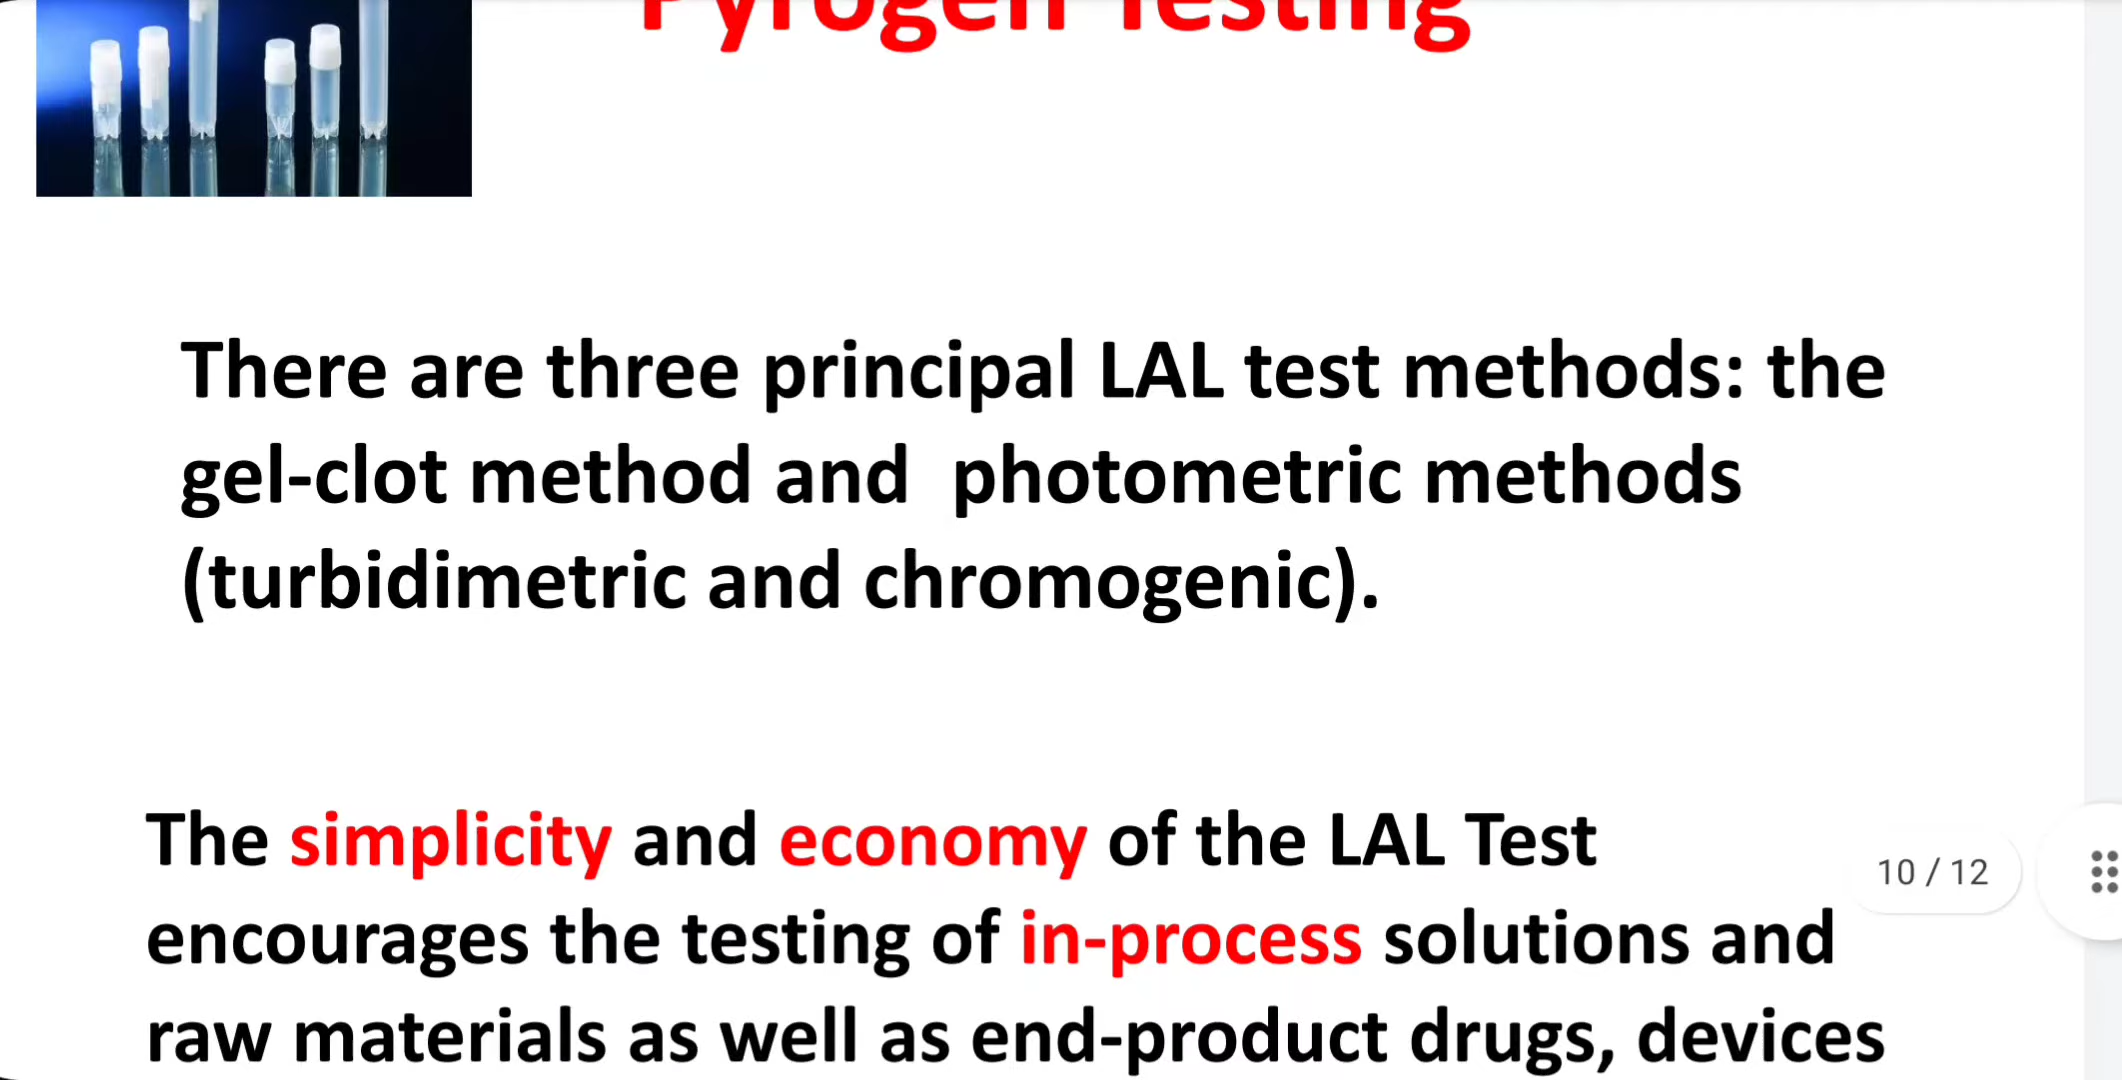 Pyrogen Testing
There are three principal LAL test methods: the
gel-clot method and  photometric methods
(turbidimetric and chromogenic).
The simplicity and economy of the LAL Test
encourages the testing of in-process solutions and
raw materials as well as end-product drugs, devices
10 / 12